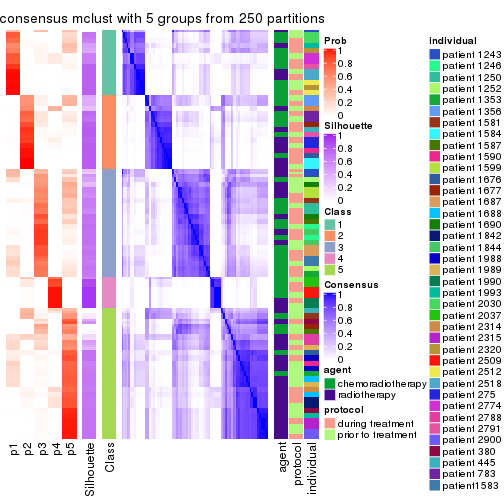 consensus mclust with 5 groups from 250 partitions
p1
p2
p3
p4
p5
Silhouette
Class
agent
protocol
individual
Prob
1
0.8
0.6
0.4
0.2
0
Silhouette
1
0.8
0.6
0.4
0.2
0
Class
1
2
3
4
5
Consensus
1
0.8
0.6
0.4
0.2
0
agent
chemoradiotherapy
radiotherapy
protocol
during treatment
prior to treatment
individual
patient 1243
patient 1246
patient 1250
patient 1252
patient 1353
patient 1356
patient 1581
patient 1584
patient 1587
patient 1590
patient 1599
patient 1676
patient 1677
patient 1687
patient 1688
patient 1690
patient 1842
patient 1844
patient 1988
patient 1989
patient 1990
patient 1993
patient 2030
patient 2037
patient 2314
patient 2315
patient 2320
patient 2509
patient 2512
patient 2518
patient 275
patient 2774
patient 2788
patient 2791
patient 2900
patient 380
patient 445
patient 783
patient1583